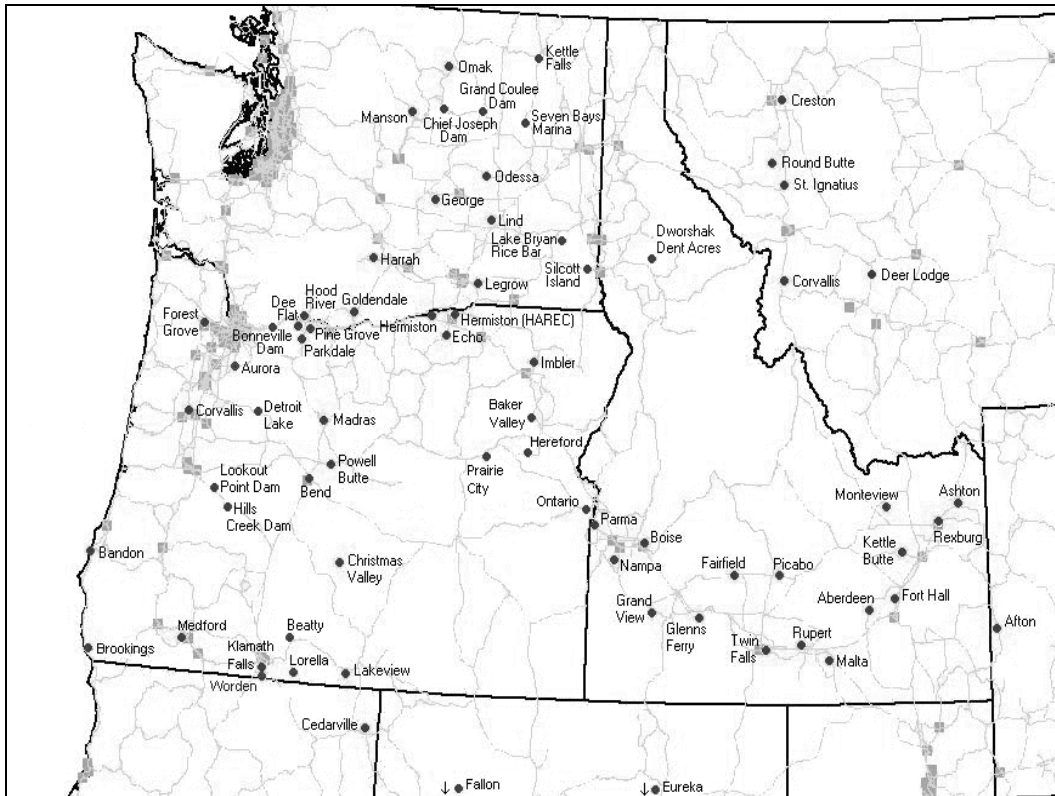 Kettle
Falls
Omak
Grand Coulee
Dam
Manson
Chief Joseph
Dam
Seven Bays
Marina
Creston
Round Butte
St. Ignatius
Odessa
George
Lind
Lake Bryan
Rice Bar
Dworshak
Dent Acres
Harrah
Silcott
Island
Legrow
Corvallis
Deer Lodge
Forest
Grove
Dee
Flat
Hood
River
Goldendale
Bonneville
Dam
Pine Grove
Parkdale
Hermiston
Hermiston (HAREC)
Echo
Imbler
Aurora
Corvallis
Detroit
Lake
Madras
Baker
Valley
Hereford
Prairie
City
Powell
Butte
Bend
Lookout
Point Dam
Hills
Creek Dam
Ontario
Parma
Boise
Nampa
Monteview
Ashton
Rexburg
Kettle
Butte
Bandon
Christmas
Valley
Fairfield
Picabo
Aberdeen
Fort Hall
Grand
View
Glenns
Ferry
Twin
Falls
Rupert
Malta
Afton
Medford
Beatty
Brookings
Klamath
Falls
Lorella
Lakeview
Worden
Cedarville
↓ Fallon
↓ Eureka